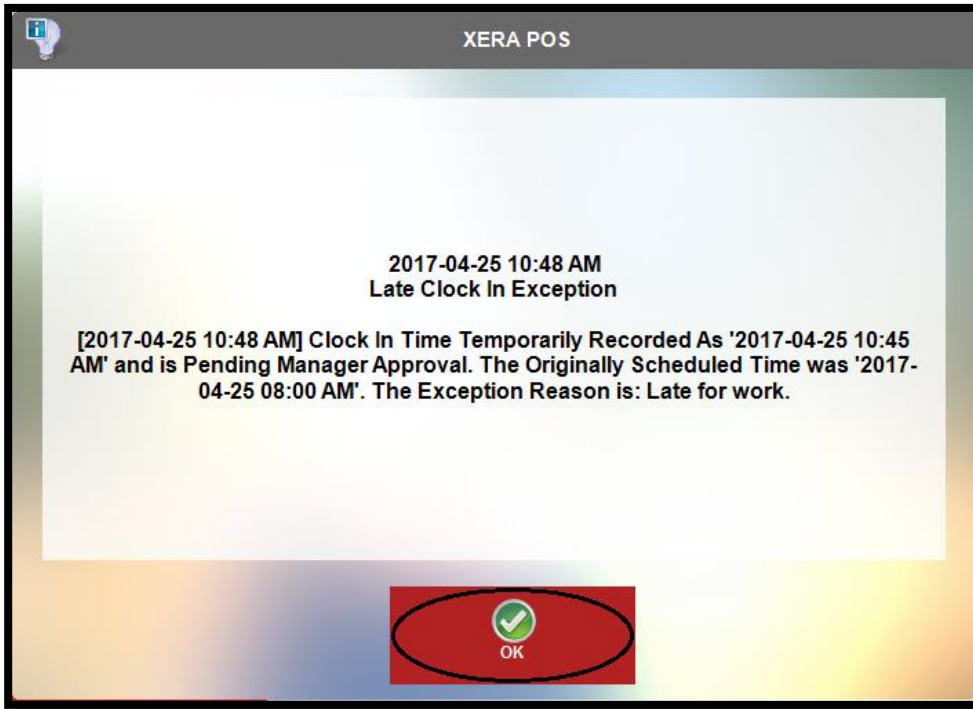 XERA POS
2017-04-25 10:48 AM
Late Clock In Exception
[2017-04-25 10:48 AM] Clock In Time Temporarily Recorded As '2017-04-25 10:45
AM' and is Pending Manager Approval. The Originally Scheduled Time was '2017-
04-25 08:00 AM'. The Exception Reason is: Late for work.
OK